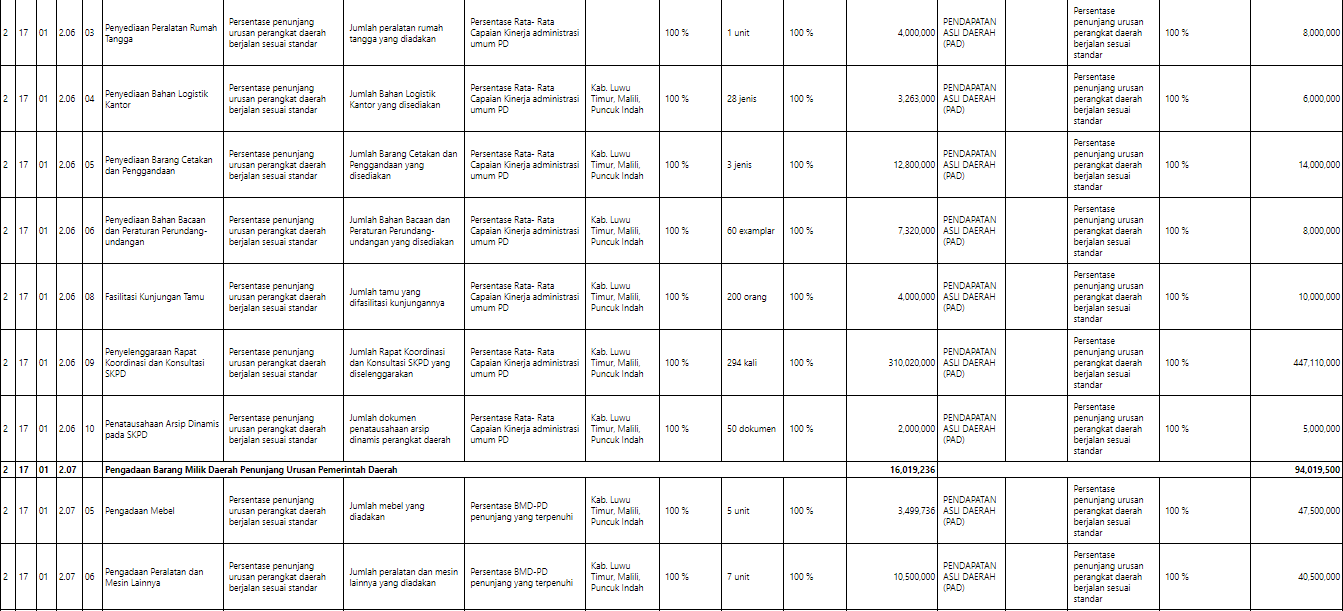 2 17 01 2.06 03 Penyediaan Peralatan Rumah Tangga Persentase penunjang urusan perangkat daerah berjalan sesuai standar Jumlah peralatan rumah tangga yang diadakan Persentase Rata- Rata Capaian Kinerja administrasi umum PD 100 % 1 unit 100 % 4,000,000 PENDAPATAN ASLI DAERAH (PAD) Persentase penunjang urusan perangkat daerah berjalan sesuai standar 100 % 8,000,000
2 17 01 2.06 04 Penyediaan Bahan Logistik Kantor Persentase penunjang urusan perangkat daerah berjalan sesuai standar Jumlah Bahan Logistik Kantor yang disediakan Persentase Rata- Rata Capaian Kinerja administrasi umum PD Kab. Luwu Timur, Malili, Puncuk Indah 100 % 28 jenis 100 % 3,263,000 PENDAPATAN ASLI DAERAH (PAD) Persentase penunjang urusan perangkat daerah berjalan sesuai standar 100 % 6,000,000
2 17 01 2.06 05 Penyediaan Barang Cetakan dan Penggandaan Persentase penunjang urusan perangkat daerah berjalan sesuai standar Jumlah Barang Cetakan dan Penggandaan yang disediakan Persentase Rata- Rata Capaian Kinerja administrasi umum PD Kab. Luwu Timur, Malili, Puncuk Indah 100 % 3 jenis 100 % 12,800,000 PENDAPATAN ASLI DAERAH (PAD) Persentase penunjang urusan perangkat daerah berjalan sesuai standar 100 % 14,000,000
2 17 01 2.06 06 Penyediaan Bahan Bacaan dan Peraturan Perundang-undangan Persentase penunjang urusan perangkat daerah berjalan sesuai standar Jumlah Bahan Bacaan dan Peraturan Perundang-undangan yang disediakan Persentase Rata- Rata Capaian Kinerja administrasi umum PD Kab. Luwu Timur, Malili, Puncuk Indah 100 % 60 examplar 100 % 7,320,000 PENDAPATAN ASLI DAERAH (PAD) Persentase penunjang urusan perangkat daerah berjalan sesuai standar 100 % 8,000,000
2 17 01 2.06 08 Fasilitasi Kunjungan Tamu Persentase penunjang urusan perangkat daerah berjalan sesuai standar Jumlah tamu yang difasilitasi kunjungannya Persentase Rata- Rata Capaian Kinerja administrasi umum PD Kab. Luwu Timur, Malili, Puncuk Indah 100 % 200 orang 100 % 4,000,000 PENDAPATAN ASLI DAERAH (PAD) Persentase penunjang urusan perangkat daerah berjalan sesuai standar 100 % 10,000,000
2 17 01 2.06 09 Penyelenggaraan Rapat Koordinasi dan Konsultasi SKPD Persentase penunjang urusan perangkat daerah berjalan sesuai standar Jumlah Rapat Koordinasi dan Konsultasi SKPD yang diselenggarakan Persentase Rata- Rata Capaian Kinerja administrasi umum PD Kab. Luwu Timur, Malili, Puncuk Indah 100 % 294 kali 100 % 310,020,000 PENDAPATAN ASLI DAERAH (PAD) Persentase penunjang urusan perangkat daerah berjalan sesuai standar 100 % 447,110,000
2 17 01 2.06 10 Penatausahaan Arsip Dinamis pada SKPD Persentase penunjang urusan perangkat daerah berjalan sesuai standar Jumlah dokumen penatausahaan arsip dinamis perangkat daerah Persentase Rata- Rata Capaian Kinerja administrasi umum PD Kab. Luwu Timur, Malili, Puncuk Indah 100 % 50 dokumen 100 % 2,000,000 PENDAPATAN ASLI DAERAH (PAD) Persentase penunjang urusan perangkat daerah berjalan sesuai standar 100 % 5,000,000
2 17 01 2.07 Pengadaan Barang Milik Daerah Penunjang Urusan Pemerintah Daerah 16,019,236 94,019,500
2 17 01 2.07 05 Pengadaan Mebel Persentase penunjang urusan perangkat daerah berjalan sesuai standar Jumlah mebel yang diadakan Persentase BMD-PD penunjang yang terpenuhi Kab. Luwu Timur, Malili, Puncuk Indah 100 % 5 unit 100 % 3,499,736 PENDAPATAN ASLI DAERAH (PAD) Persentase penunjang urusan perangkat daerah berjalan sesuai standar 100 % 47,500,000
2 17 01 2.07 06 Pengadaan Peralatan dan Mesin Lainnya Persentase penunjang urusan perangkat daerah berjalan sesuai standar Jumlah peralatan dan mesin lainnya yang diadakan Persentase BMD-PD penunjang yang terpenuhi Kab. Luwu Timur, Malili, Puncuk Indah 100 % 7 unit 100 % 10,500,000 PENDAPATAN ASLI DAERAH (PAD) Persentase penunjang urusan perangkat daerah berjalan sesuai standar 100 % 40,500,000